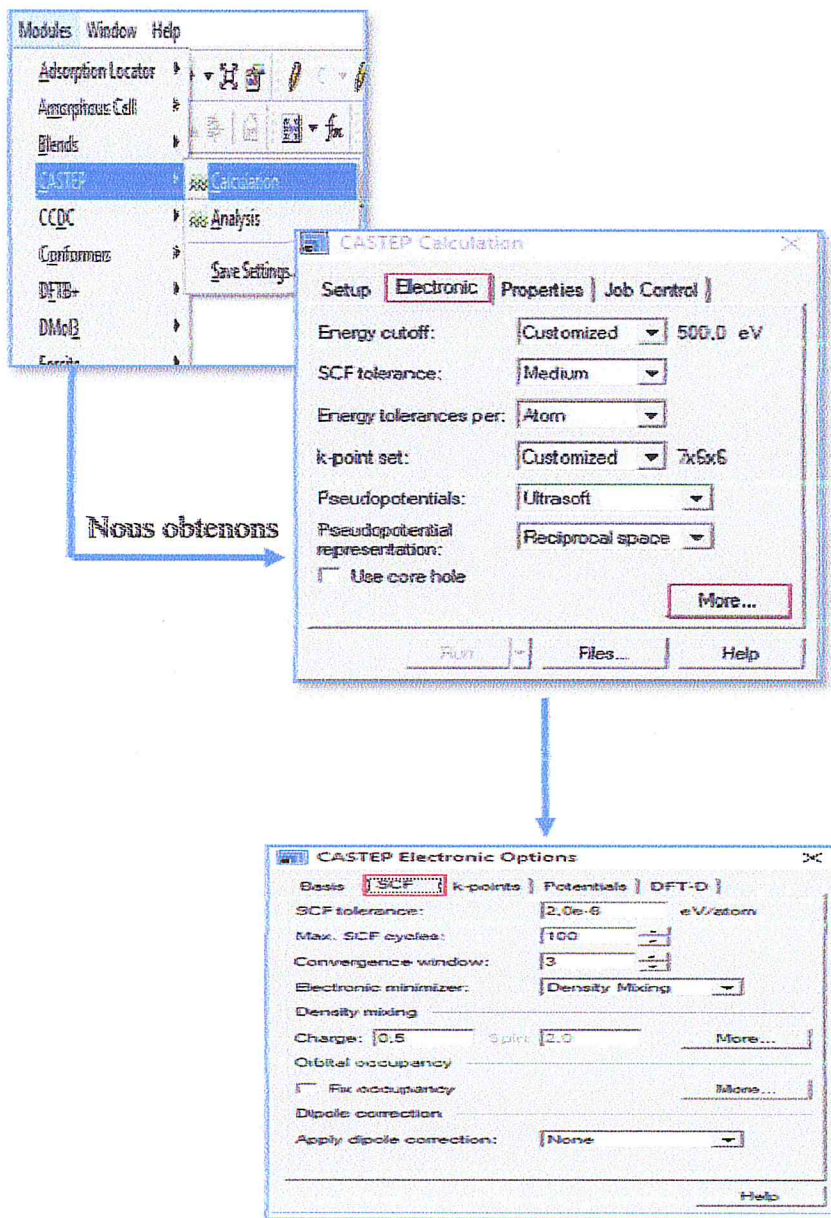 Modules Window Help
Adsorption Locator
Amorphous Cell
Blends
CASTEP
Calculation
CCDC
Analysis
Conformers
Save Settings...
DFTB+
DMol3
Forcite
CASTEP Calculation
Setup Electronic Properties Job Control
Energy cutoff: Customized 500.0 eV
SCF tolerance: Medium
Energy tolerances per: Atom
k-point set: Customized 7x6x6
Pseudopotentials: Ultrasoft
Pseudopotential representation: Reciprocal space
Use core hole
More...
Run Files... Help
Nous obtenons
CASTEP Electronic Options
Basis SCF k-points Potentials DFT-D
SCF tolerance: 2.0e-6 eV/atom
Max. SCF cycles: 100
Convergence window: 3
Electronic minimizer: Density Mixing
Density mixing
Charge: 0.5 Spin: 2.0 More...
Orbital occupancy
Fix occupancy More...
Dipole correction
Apply dipole correction: None
Help